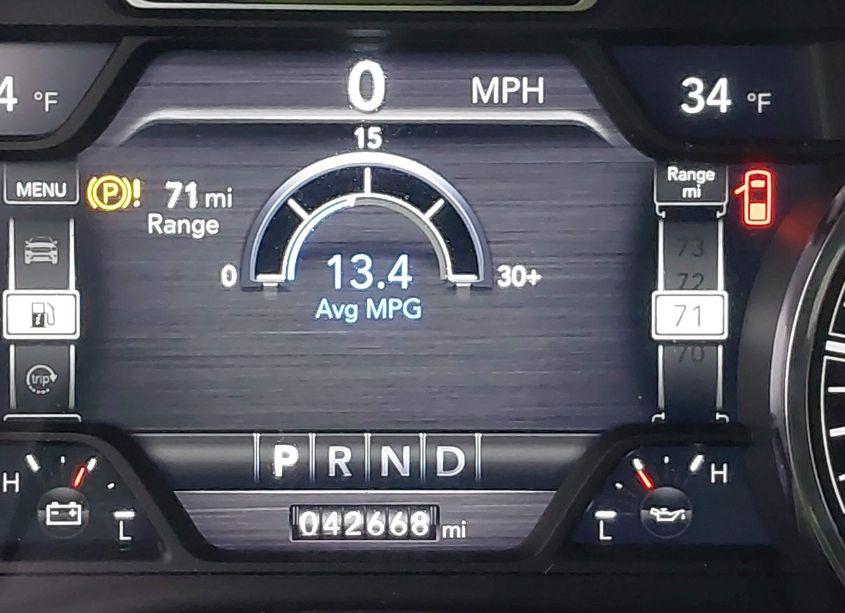 0 MPH
4 °F
34 °F
15
MENU
(P)!
71 mi
Range
Range
mi
73
72
71
70
0
30+
13.4
Avg MPG
i
trip
P R N D
H
L
042668 mi
H
L